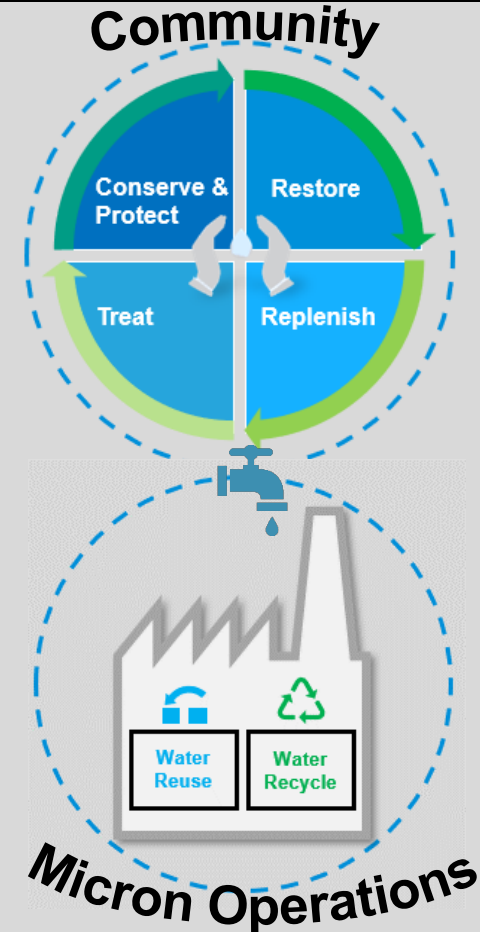 Community
Conserve &
Protect
Restore
Treat
Replenish
Water
Reuse
Water
Recycle
Micron Operations